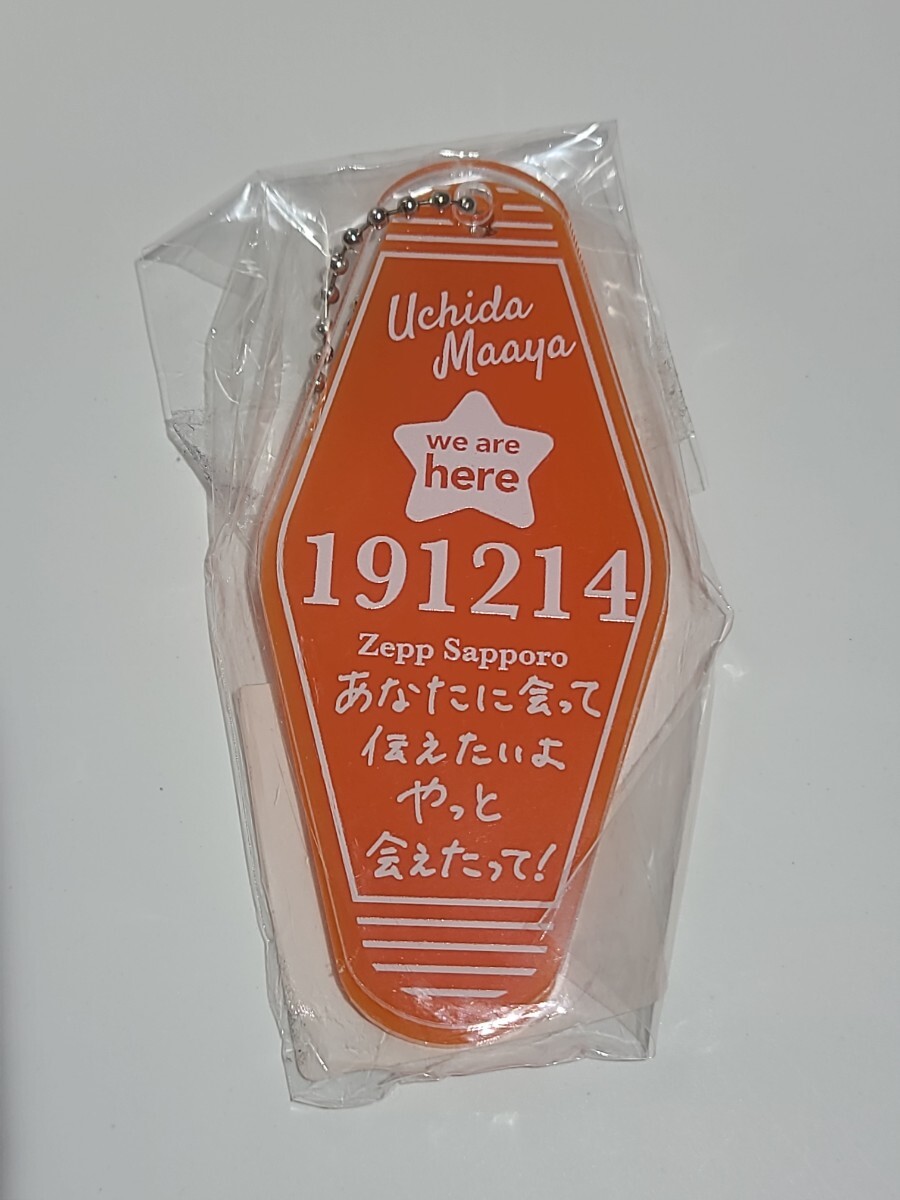 Uchida
Maaya
we are
here
191214
Zepp Sapporo
あなたに会って
伝えたいよ
やっと
会えたって!